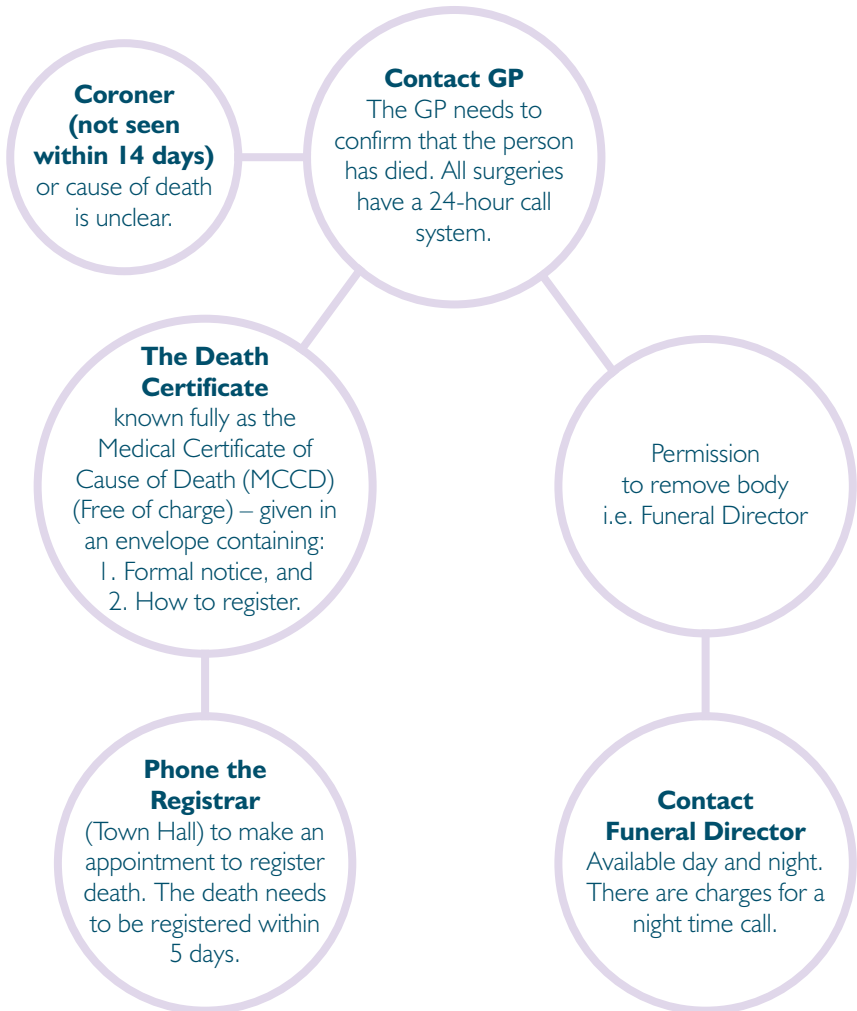 Coroner
(not seen
within 14 days)
or cause of death
is unclear.
Contact GP
The GP needs to
confirm that the person
has died. All surgeries
have a 24-hour call
system.
The Death
Certificate
known fully as the
Medical Certificate of
Cause of Death (MCCD)
(Free of charge) – given in
an envelope containing:
1. Formal notice, and
2. How to register.
Permission
to remove body
i.e. Funeral Director
Phone the
Registrar
(Town Hall) to make an
appointment to register
death. The death needs
to be registered within
5 days.
Contact
Funeral Director
Available day and night.
There are charges for a
night time call.